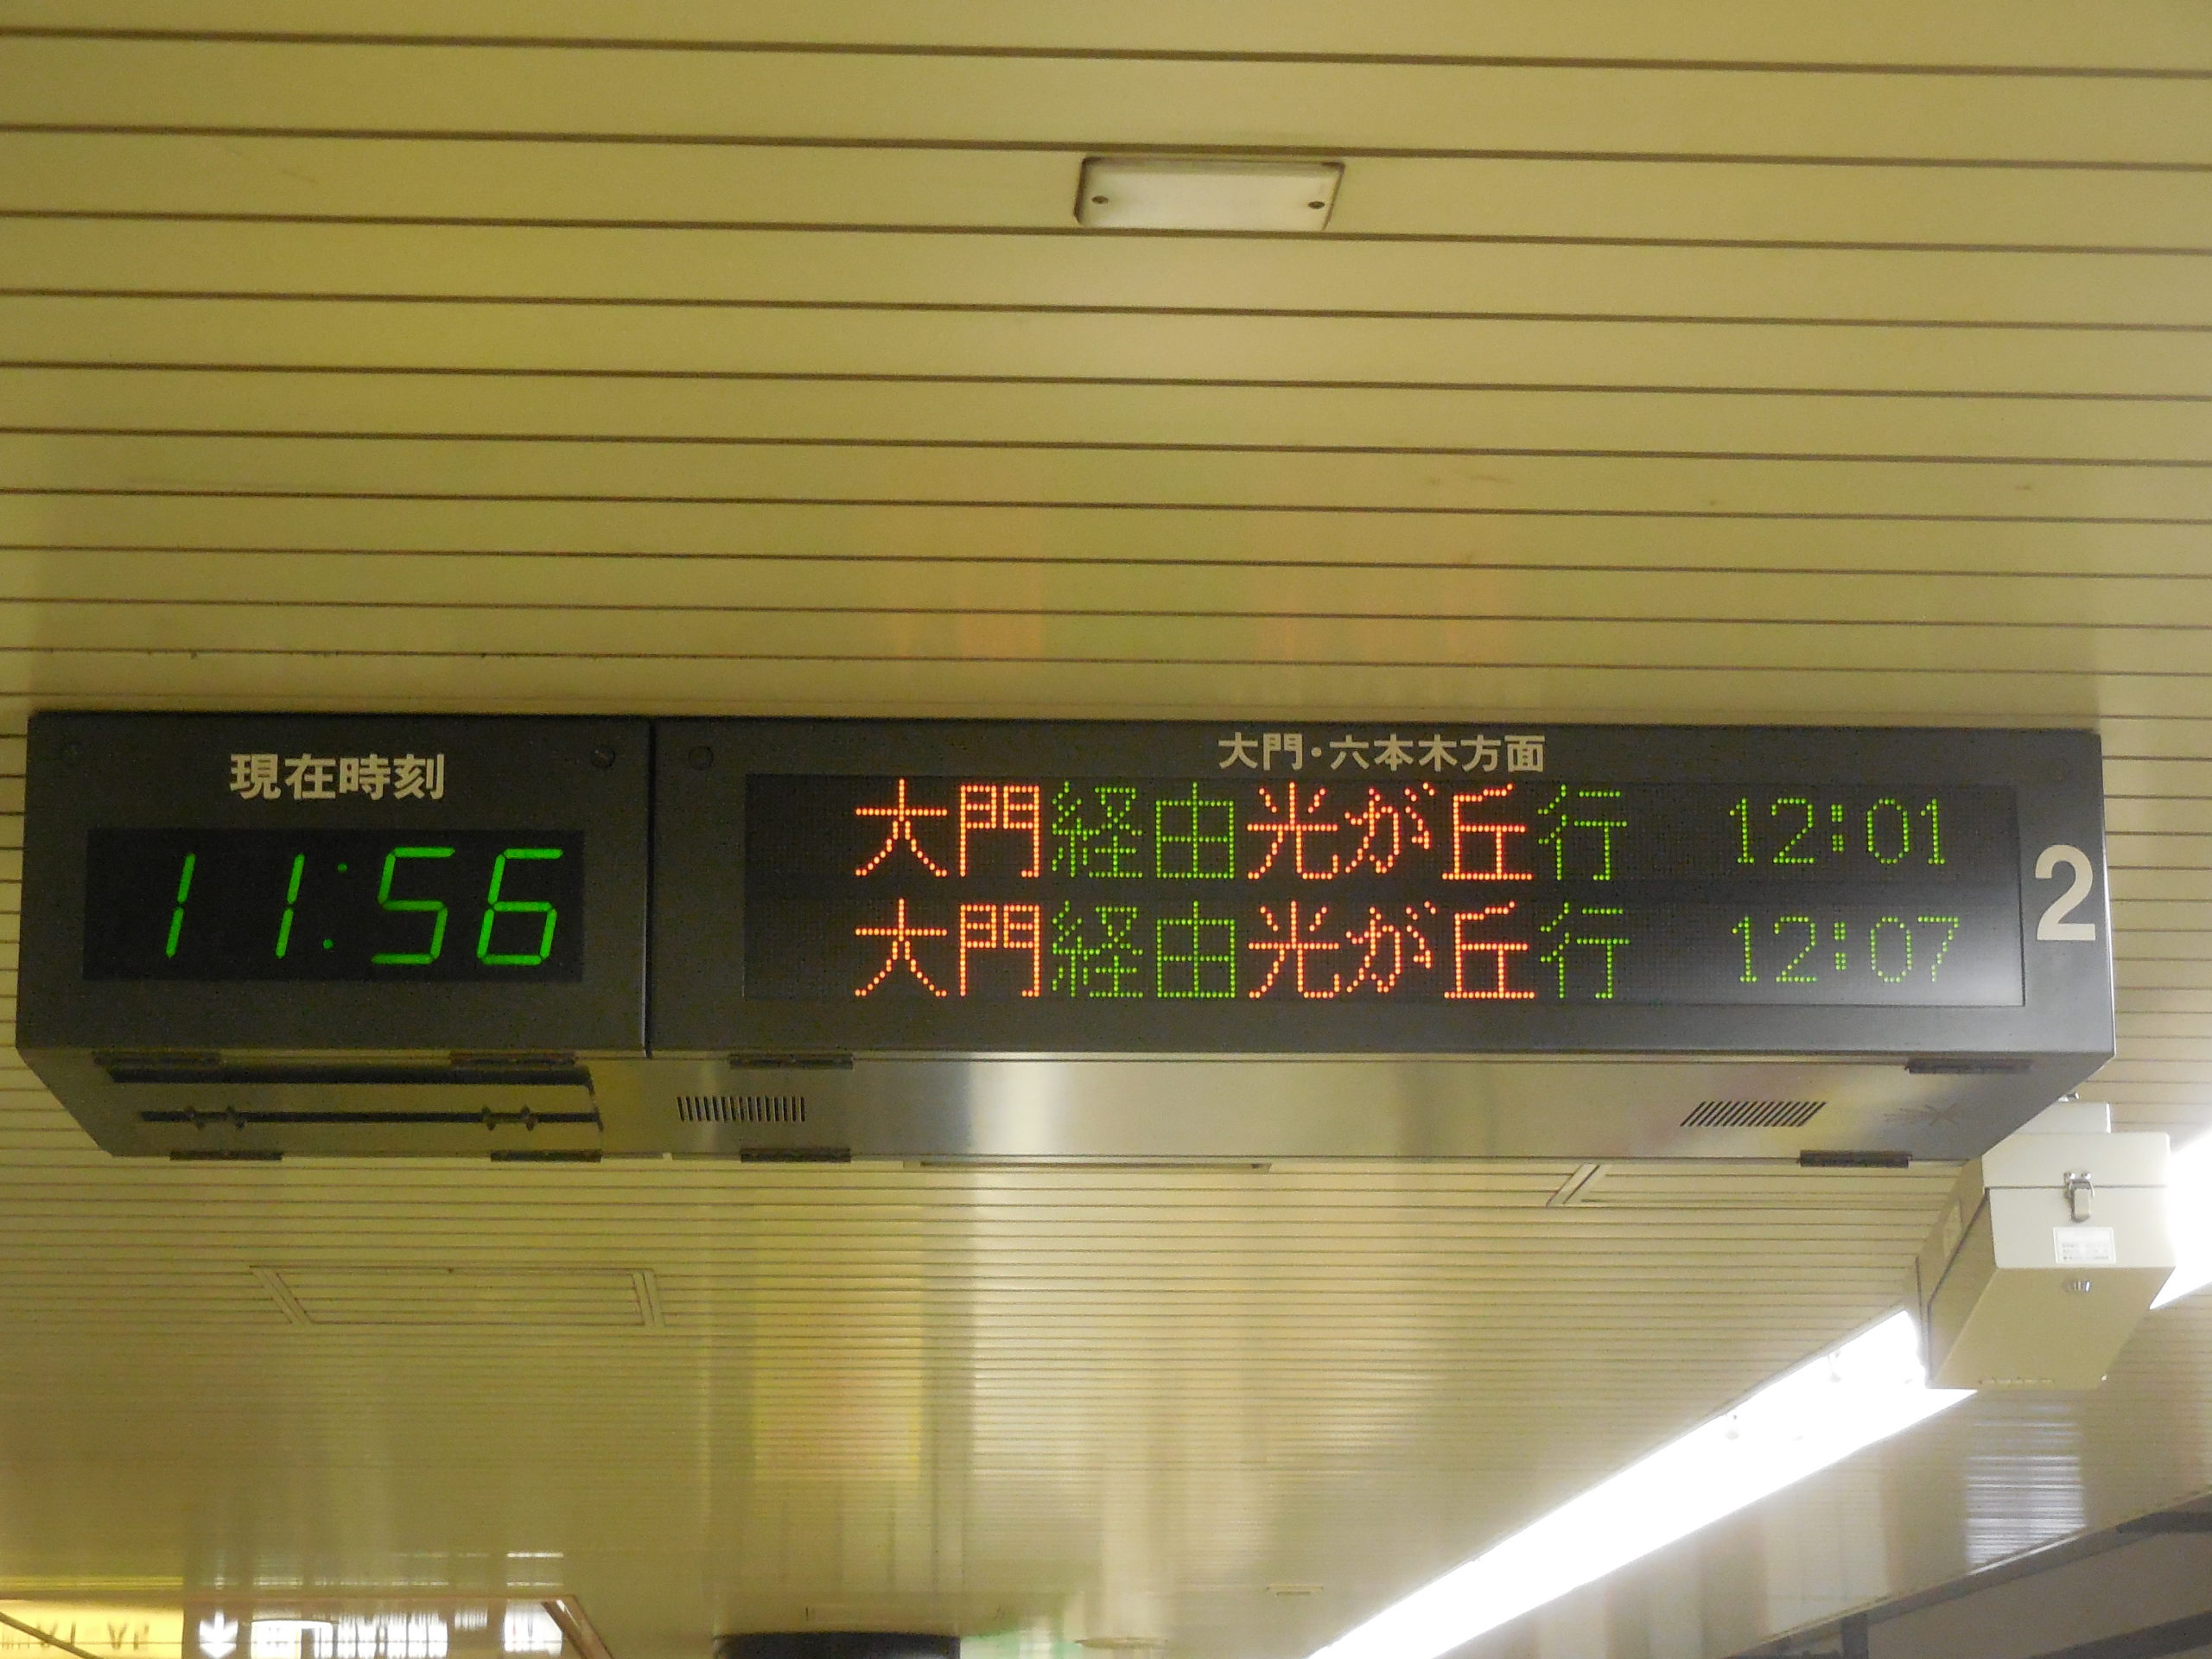 現在時刻
11:56
大門・六本木方面
大門経由光が丘行 12:01
大門経由光が丘行 12:07
2